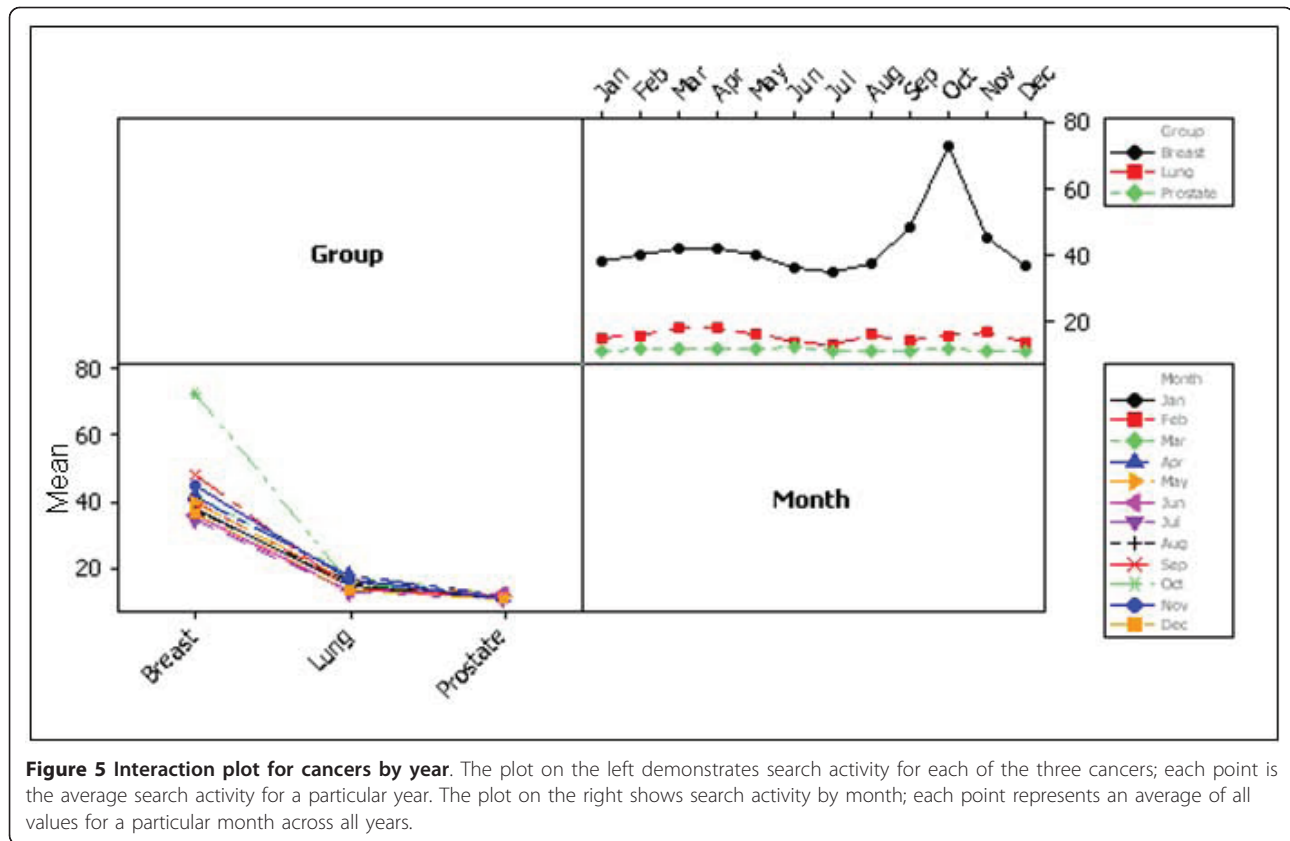 Jan Feb Mar Apr May Jun Jul Aug Sep Oct Nov Dec
80
60
40
20
Group
Breast
Lung
Prostate
Group
80
60
40
20
Mean
Breast Lung Prostate
Month
Month
Jan
Feb
Mar
Apr
May
Jun
Jul
Aug
Sep
Oct
Nov
Dec
Figure 5 Interaction plot for cancers by year. The plot on the left demonstrates search activity for each of the three cancers; each point is
the average search activity for a particular year. The plot on the right shows search activity by month; each point represents an average of all
values for a particular month across all years.